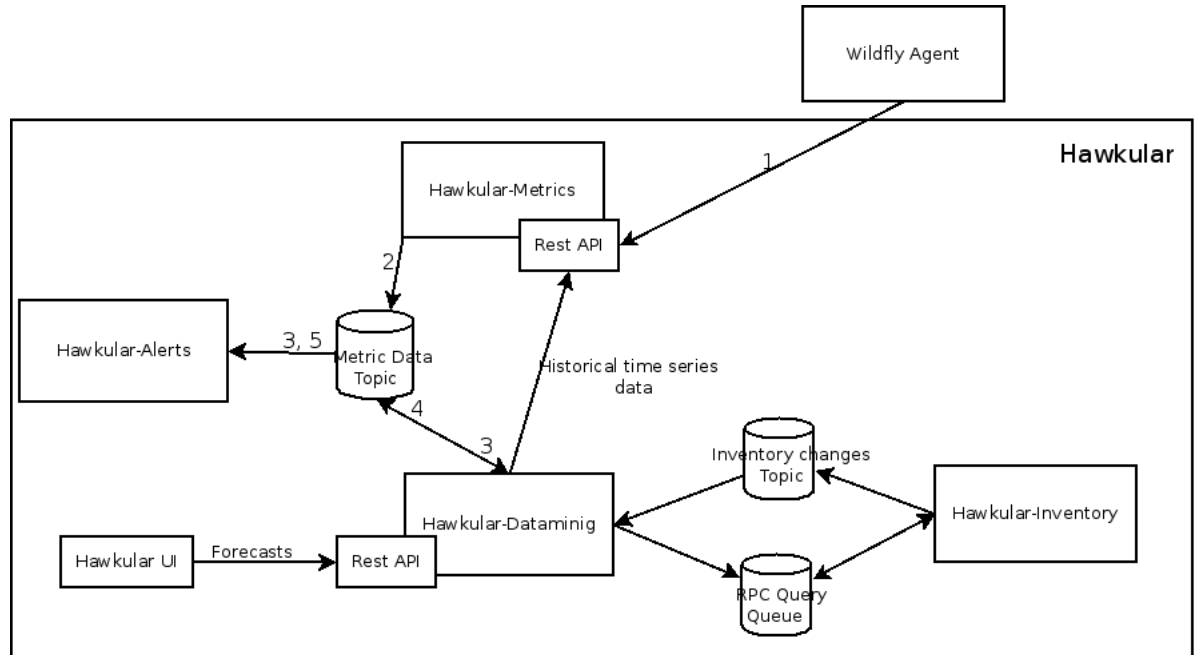 Wildfly Agent
Hawkular
1
Hawkular-Metrics
Rest API
2
Hawkular-Alerts
3, 5
Metric Data
Topic
Historical time series
data
4
3
Inventory changes
Topic
Hawkular-Dataminig
Hawkular-Inventory
Hawkular UI
Forecasts
Rest API
RPC Query
Queue